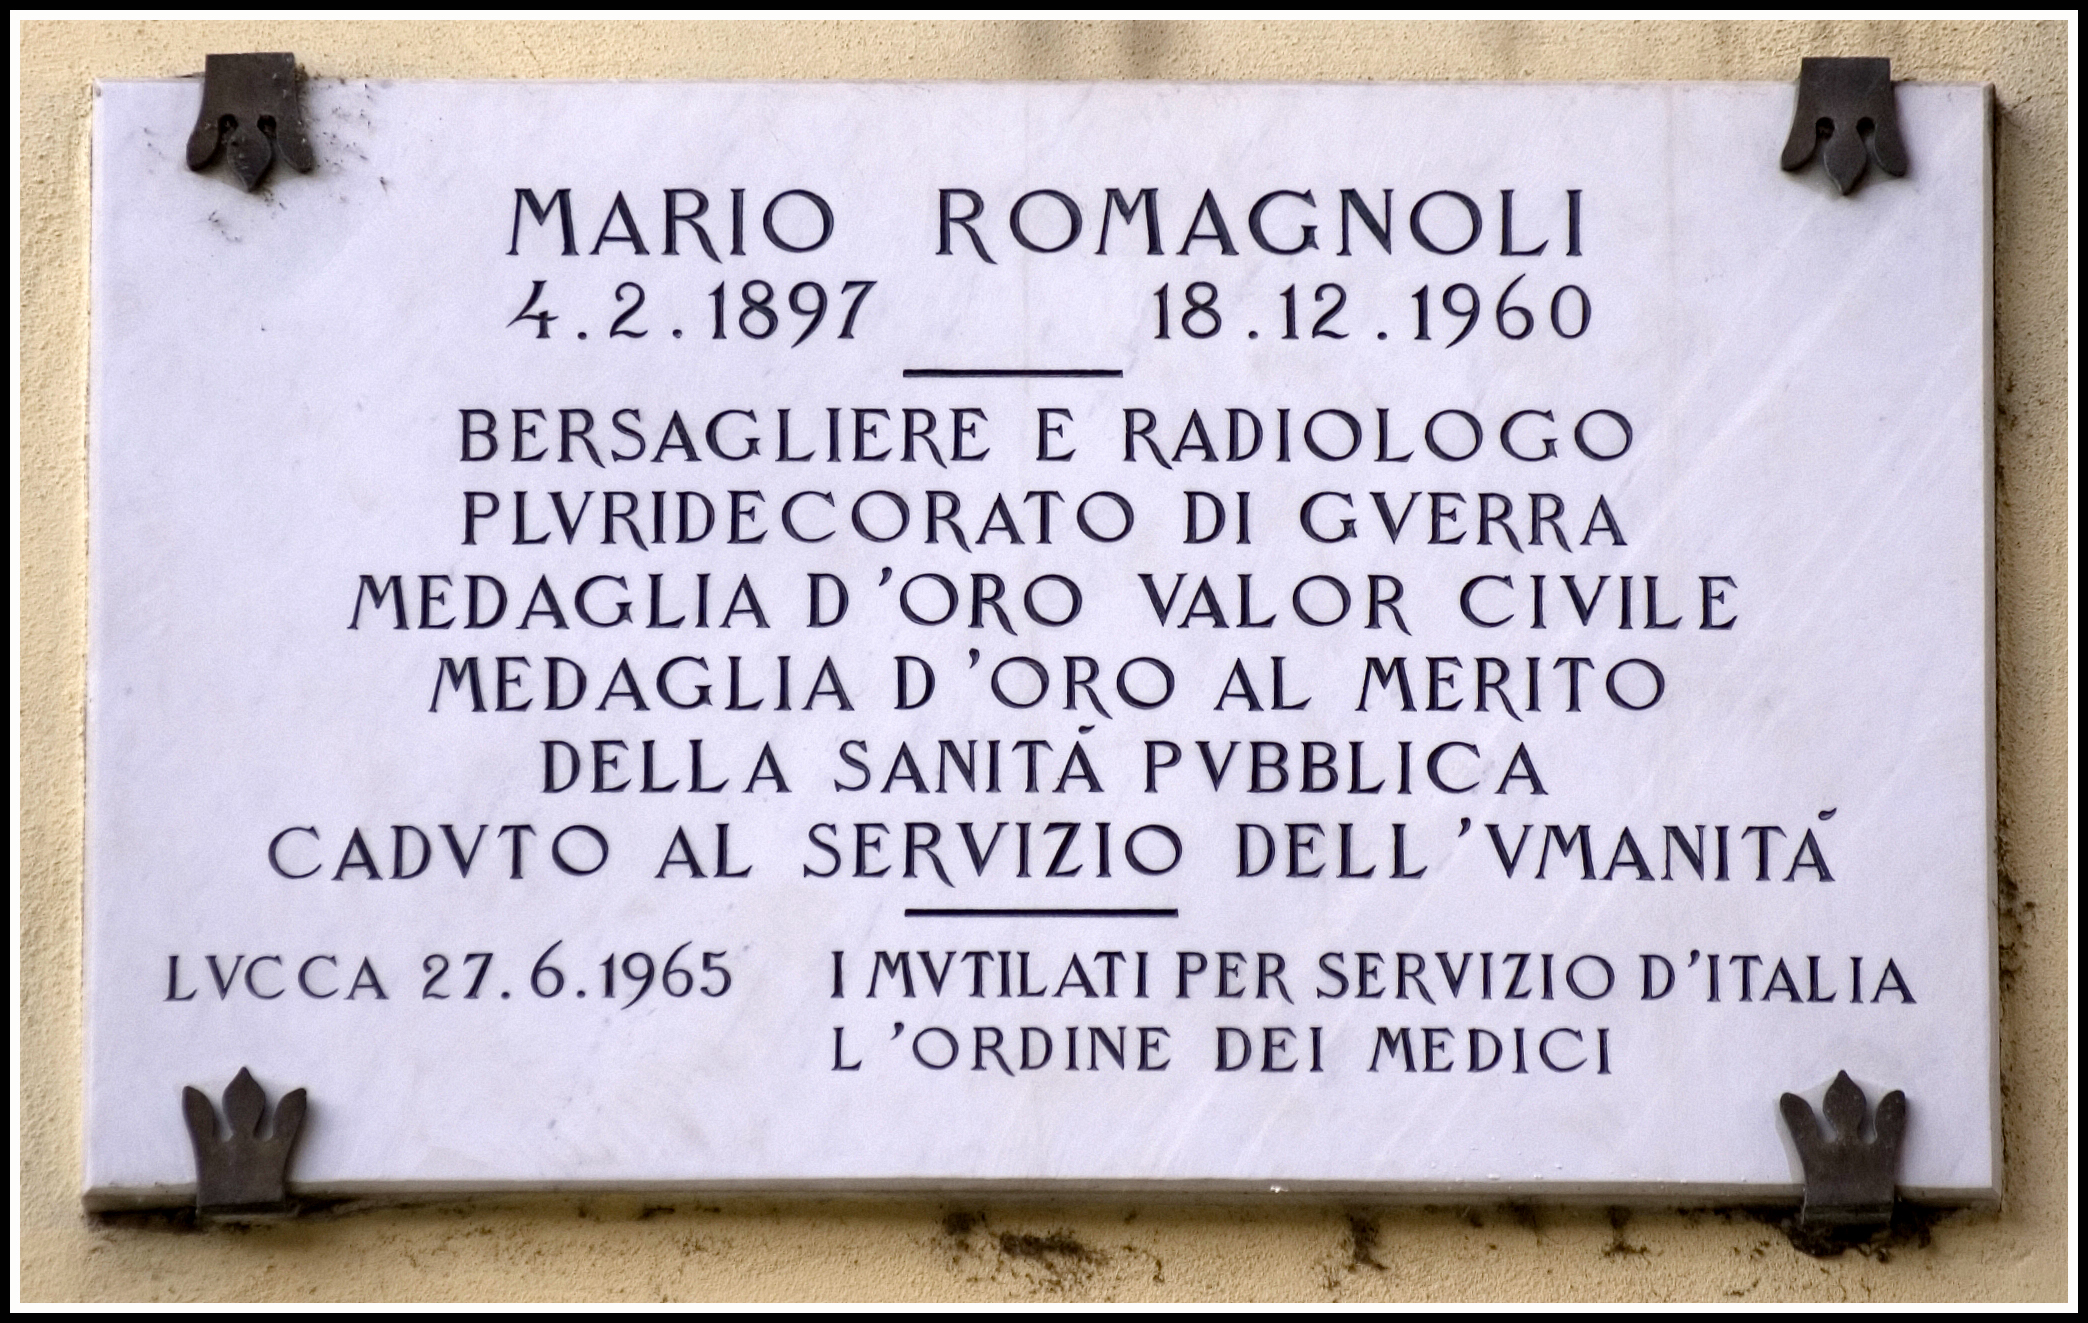 MARIO ROMAGNOLI
4.2.1897 18.12.1960
BERSAGLIERE E RADIOLOGO
PLVRIDECORATO DI GVERRA
MEDAGLIA D'ORO VALOR CIVILE
MEDAGLIA D'ORO AL MERITO
DELLA SANITÁ PVBBLICA
CADVTO AL SERVIZIO DELL'VMANITÁ
LVCCA 27.6.1965 I MVTILATI PER SERVIZIO D'ITALIA
L'ORDINE DEI MEDICI